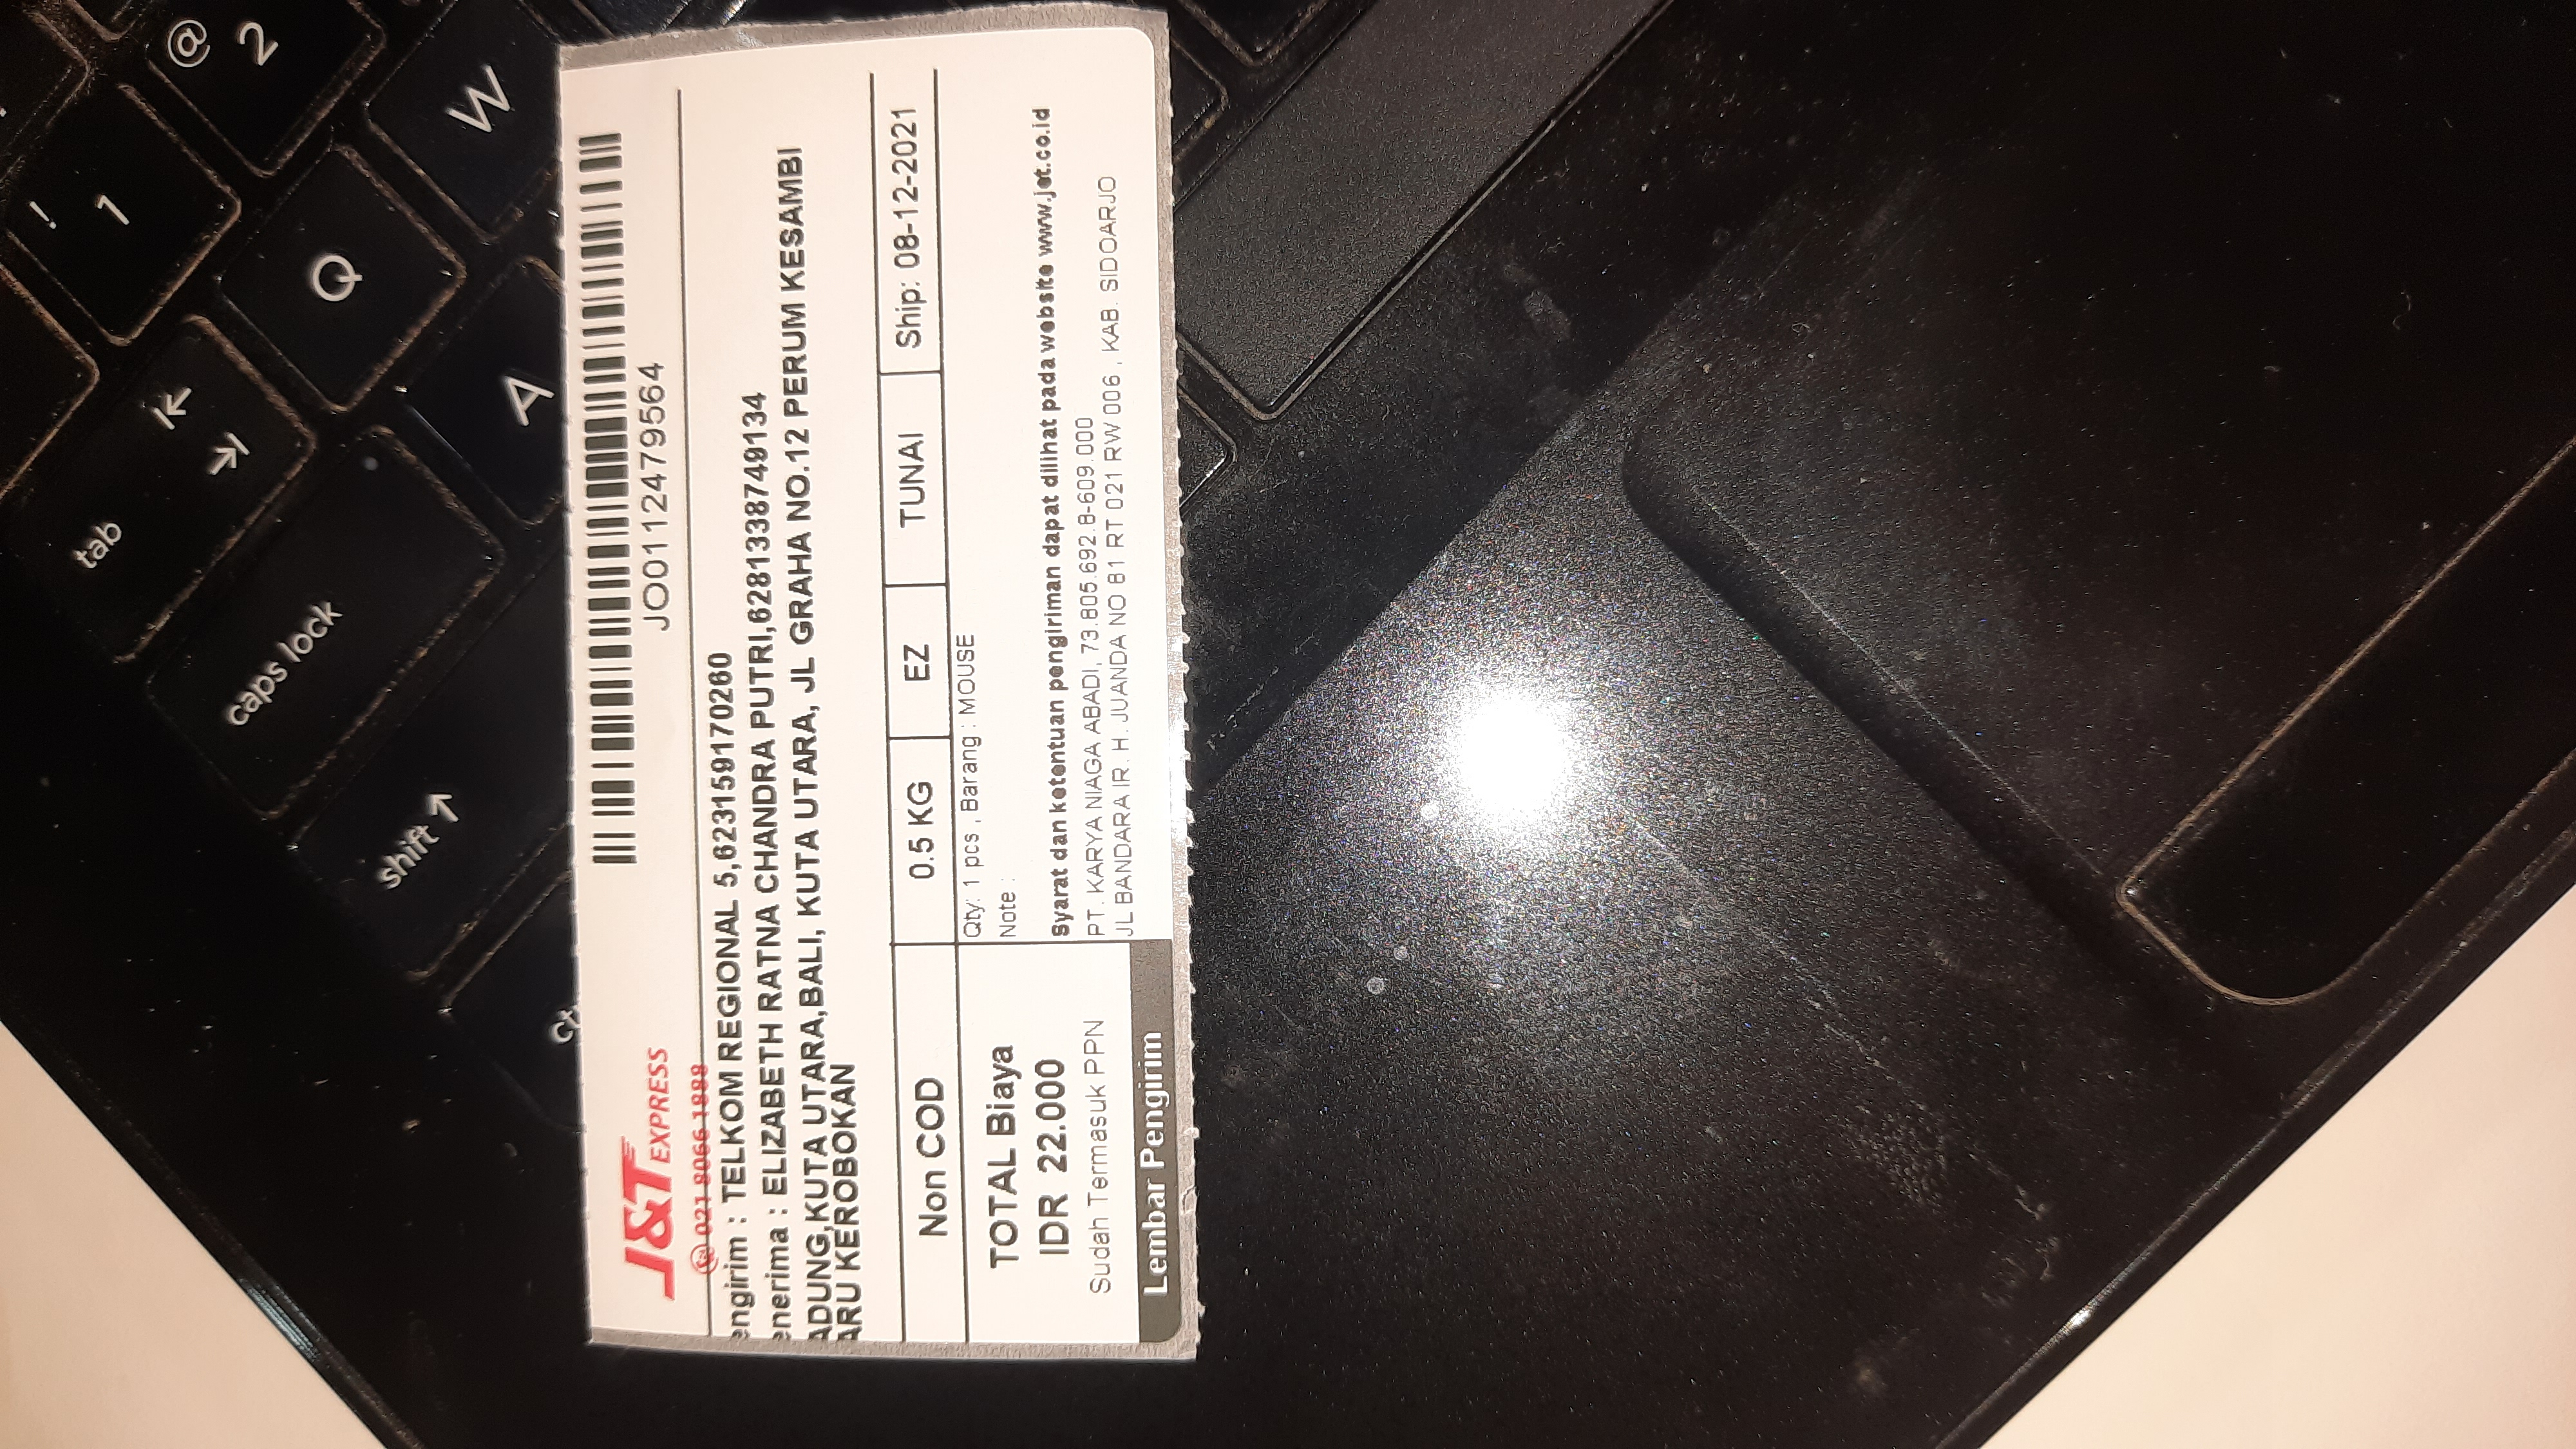 ! 1
@ 2
tab
caps lock
Q
W
shift ↑
A
J&T EXPRESS
021 8066 1888
JO0112479564
engirim : TELKOM REGIONAL 5,623159170260
enerima : ELIZABETH RATNA CHANDRA PUTRI,6281338749134
ADUNG,KUTA UTARA,BALI, KUTA UTARA, JL GRAHA NO.12 PERUM KESAMBI
ARU KEROBOKAN
Non COD
0.5 KG
EZ
TUNAI
Ship: 08-12-2021
TOTAL Biaya
IDR 22.000
Sudah Termasuk PPN
Lembar Pengirim
Qty: 1 pcs , Barang : MOUSE
Note :
Syarat dan ketentuan pengiriman dapat dilihat pada website www.jet.co.id
PT. KARYA NIAGA ABADI, 73.805.692.8-609.000
JL BANDARA IR. H. JUANDA NO 81 RT 021 RW 006 , KAB. SIDOARJO